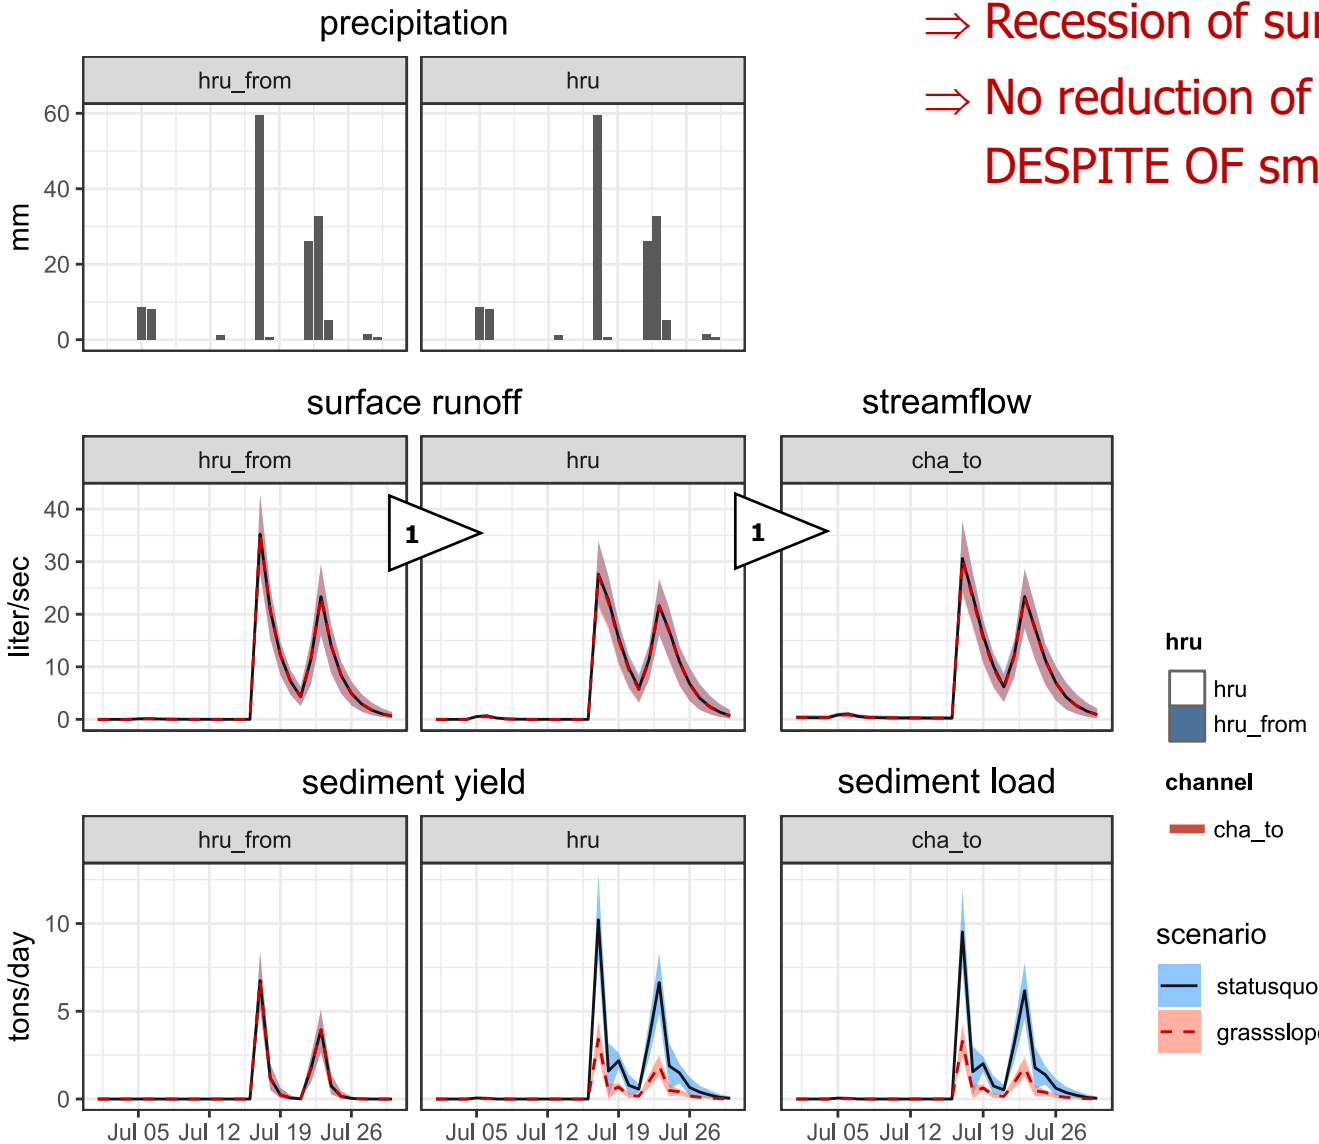 precipitation
⇒ Recession of sur
⇒ No reduction of
DESPITE OF sm
hru_from
hru
60
40
20
0
mm
surface runoff
streamflow
hru_from
hru
cha_to
40
30
20
10
0
liter/sec
1
1
hru
hru
hru_from
channel
cha_to
sediment yield
sediment load
hru_from
hru
cha_to
10
5
0
tons/day
scenario
statusquo
grassslope
Jul 05 Jul 12 Jul 19 Jul 26
Jul 05 Jul 12 Jul 19 Jul 26
Jul 05 Jul 12 Jul 19 Jul 26